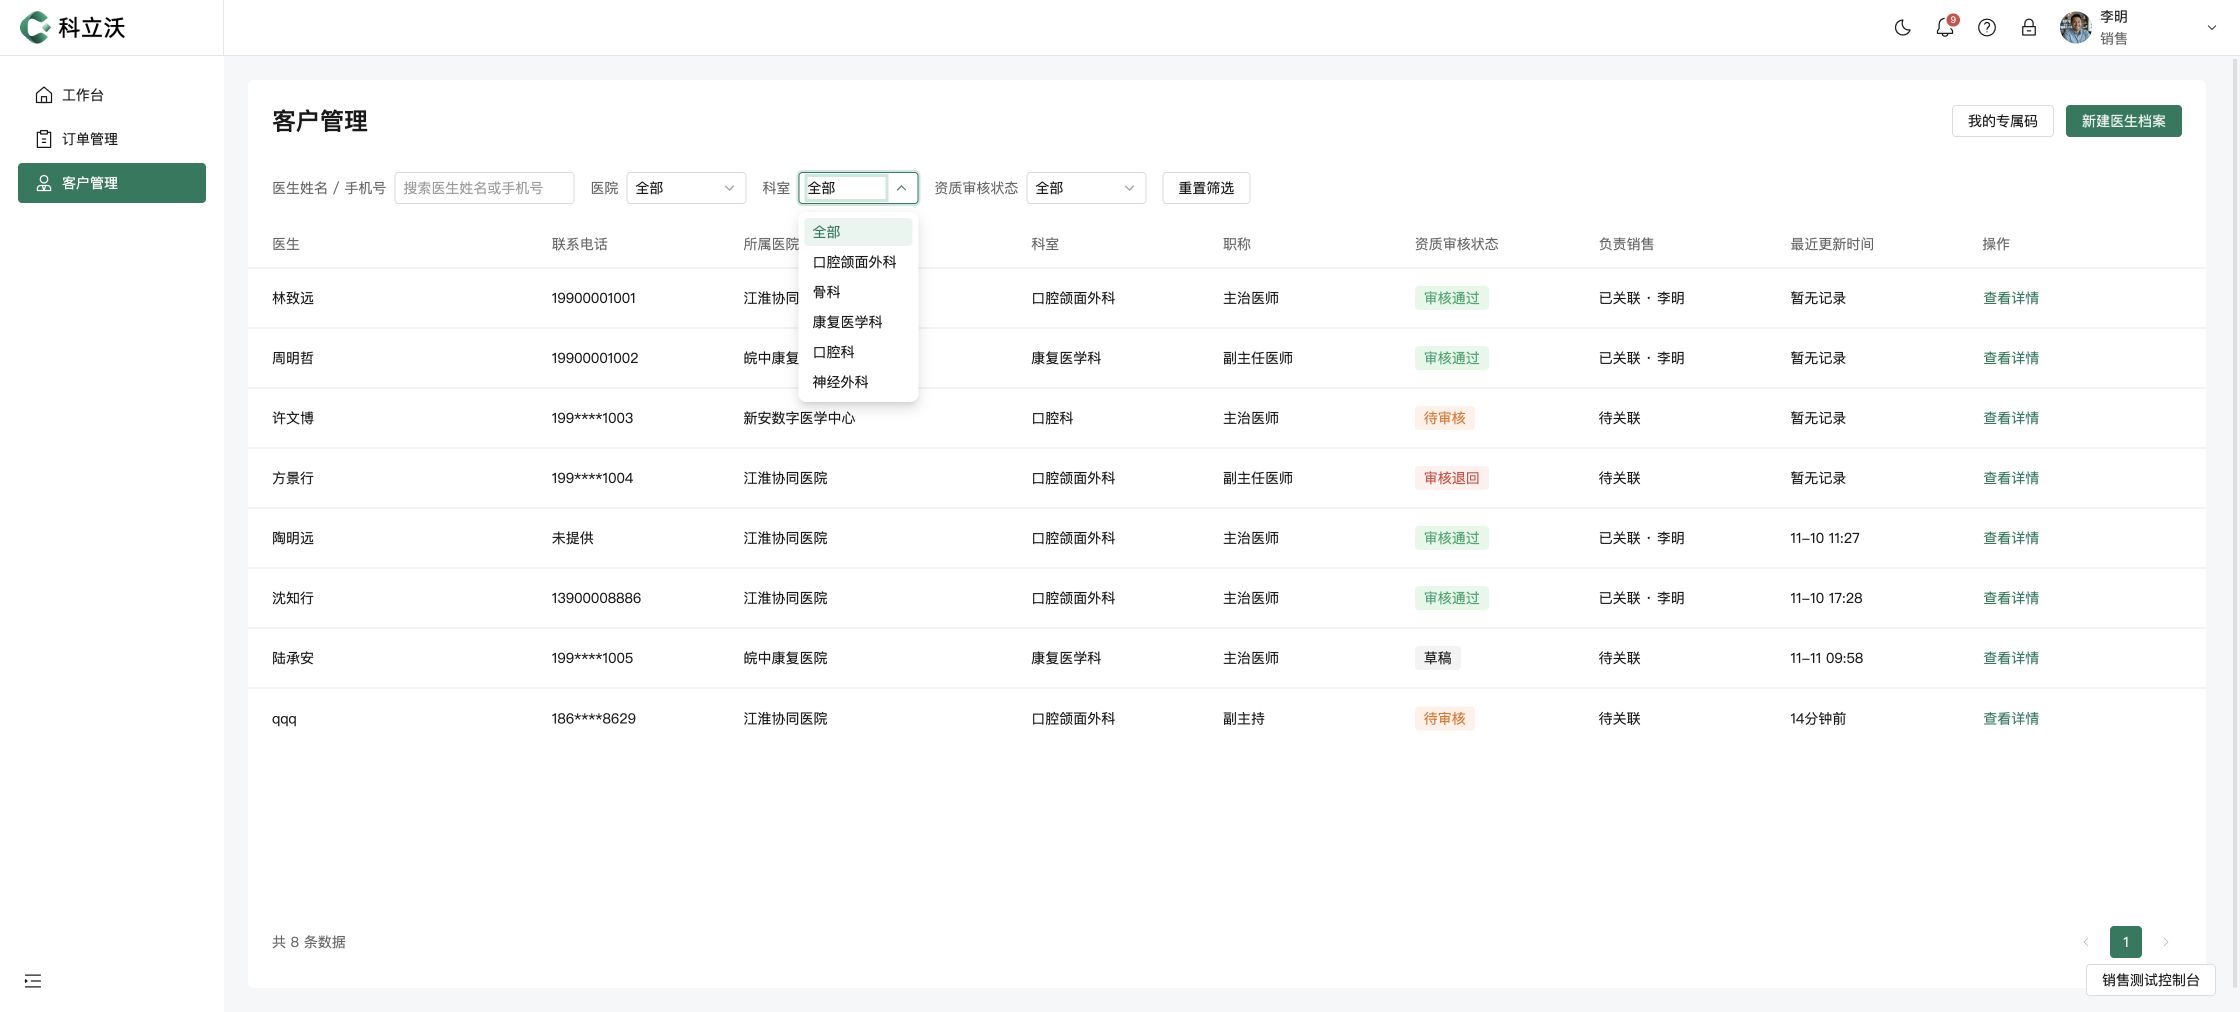 科立沃
9
李明
销售
工作台
订单管理
客户管理
客户管理
我的专属码
新建医生档案
医生姓名 / 手机号 搜索医生姓名或手机号 医院 全部 科室 全部 资质审核状态 全部 重置筛选
全部
口腔颌面外科
骨科
康复医学科
口腔科
神经外科
医生 联系电话 所属医院 科室 职称 资质审核状态 负责销售 最近更新时间 操作
林致远 19900001001 江淮协同 口腔颌面外科 主治医师 审核通过 已关联 · 李明 暂无记录 查看详情
周明哲 19900001002 皖中康复 康复医学科 副主任医师 审核通过 已关联 · 李明 暂无记录 查看详情
许文博 199****1003 新安数字医学中心 口腔科 主治医师 待审核 待关联 暂无记录 查看详情
方景行 199****1004 江淮协同医院 口腔颌面外科 副主任医师 审核退回 待关联 暂无记录 查看详情
陶明远 未提供 江淮协同医院 口腔颌面外科 主治医师 审核通过 已关联 · 李明 11-10 11:27 查看详情
沈知行 13900008886 江淮协同医院 口腔颌面外科 主治医师 审核通过 已关联 · 李明 11-10 17:28 查看详情
陆承安 199****1005 皖中康复医院 康复医学科 主治医师 草稿 待关联 11-11 09:58 查看详情
qqq 186****8629 江淮协同医院 口腔颌面外科 副主持 待审核 待关联 14分钟前 查看详情
共 8 条数据
1
销售测试控制台